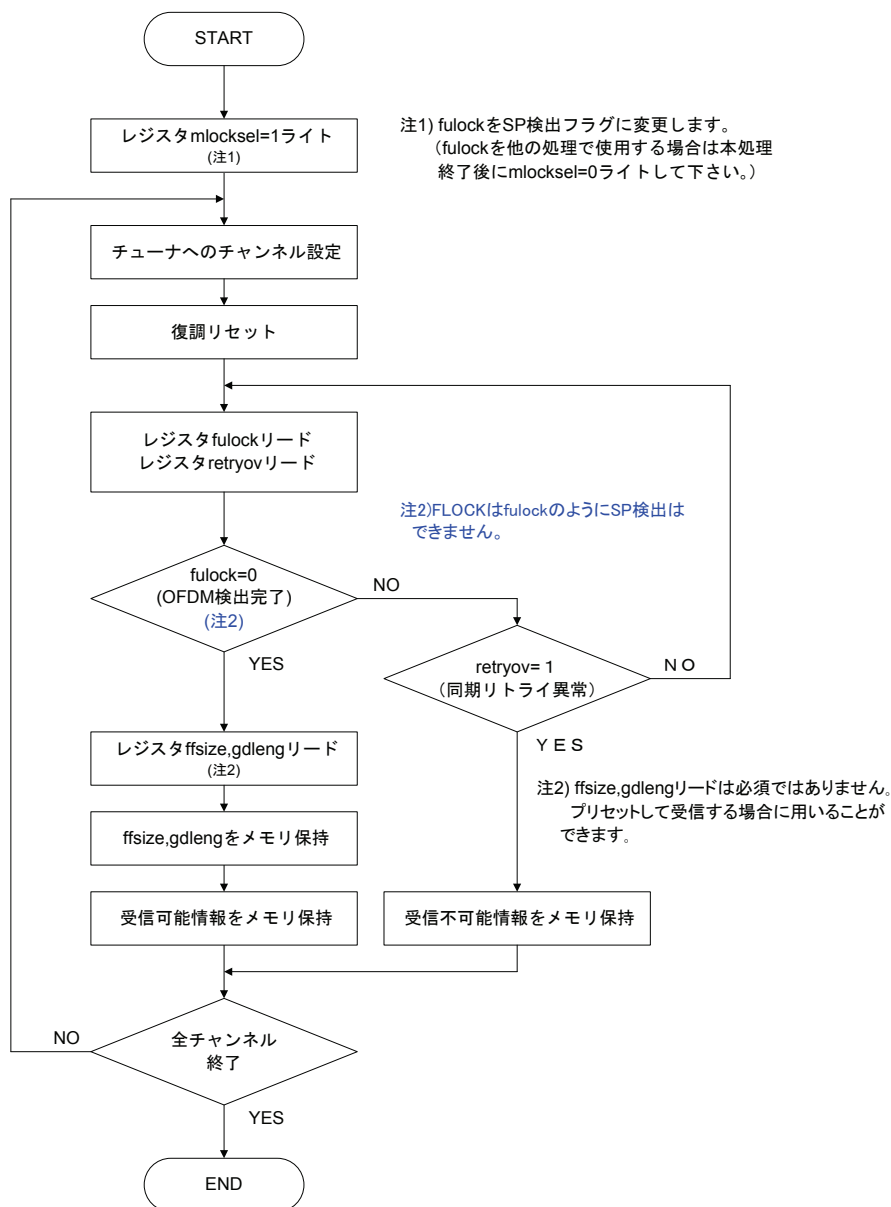 START
レジスタmlocksel=1ライト
(注1)
注1) fulockをSP検出フラグに変更します。
(fulockを他の処理で使用する場合は本処理
終了後にmlocksel=0ライトして下さい。)
チューナへのチャンネル設定
復調リセット
レジスタfulockリード
レジスタretryovリード
注2)FLOCKはfulockのようにSP検出は
できません。
fulock=0
(OFDM検出完了)
(注2)
NO
YES
retryov= 1
(同期リトライ異常)
NO
YES
レジスタffsize,gdlengリード
(注2)
注2) ffsize,gdlengリードは必須ではありません。
プリセットして受信する場合に用いることが
できます。
ffsize,gdlengをメモリ保持
受信可能情報をメモリ保持
受信不可能情報をメモリ保持
NO
全チャンネル
終了
YES
END